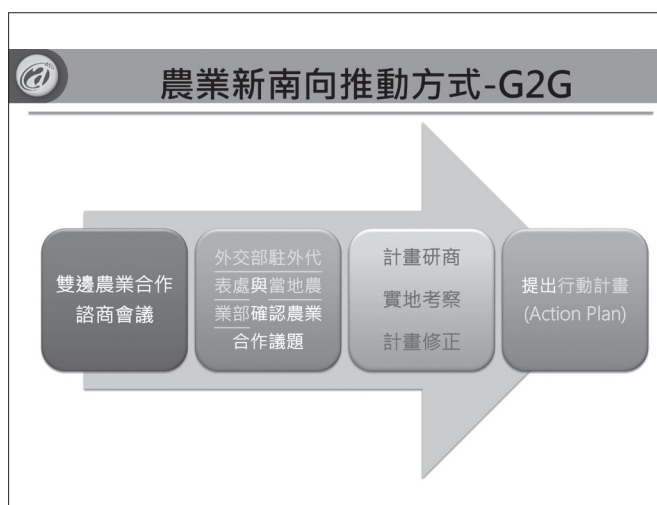 農業新南向推動方式-G2G
雙邊農業合作
諮商會議
外交部駐外代
表處與當地農
業部確認農業
合作議題
計畫研商
實地考察
計畫修正
提出行動計畫
(Action Plan)